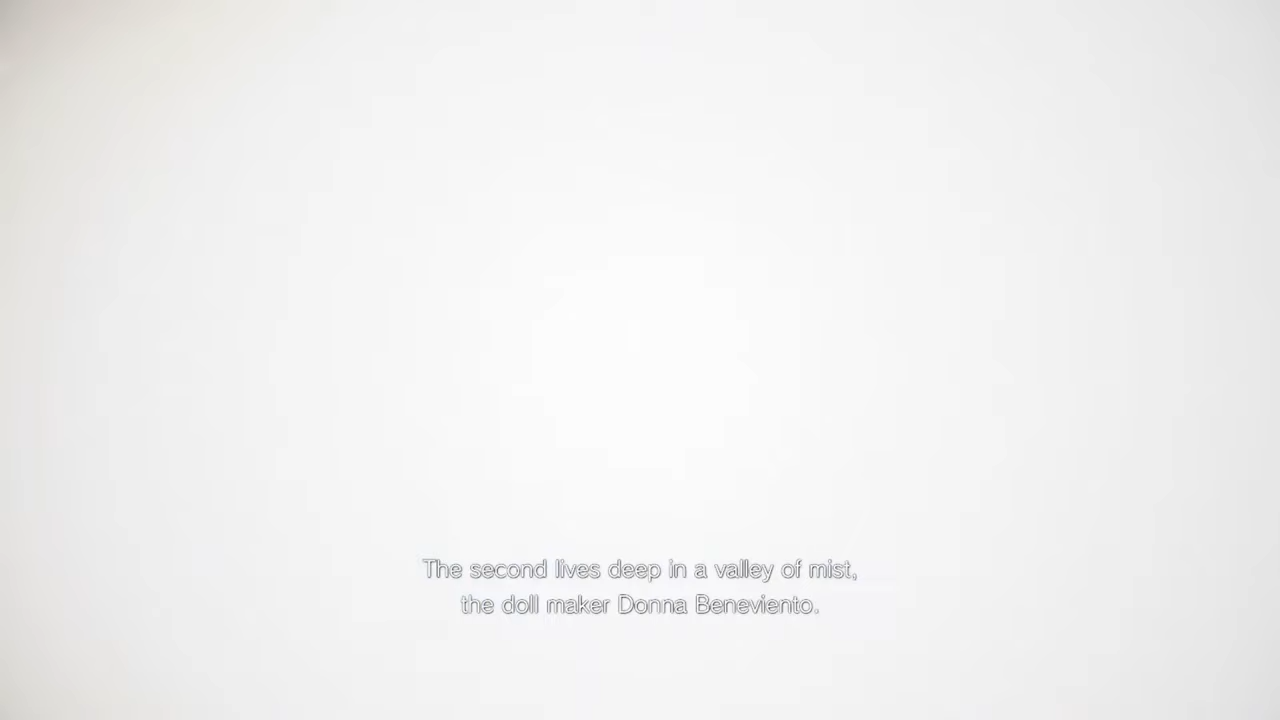 The second lives deep in a valley of mist,
the doll maker Donna Beneviento.